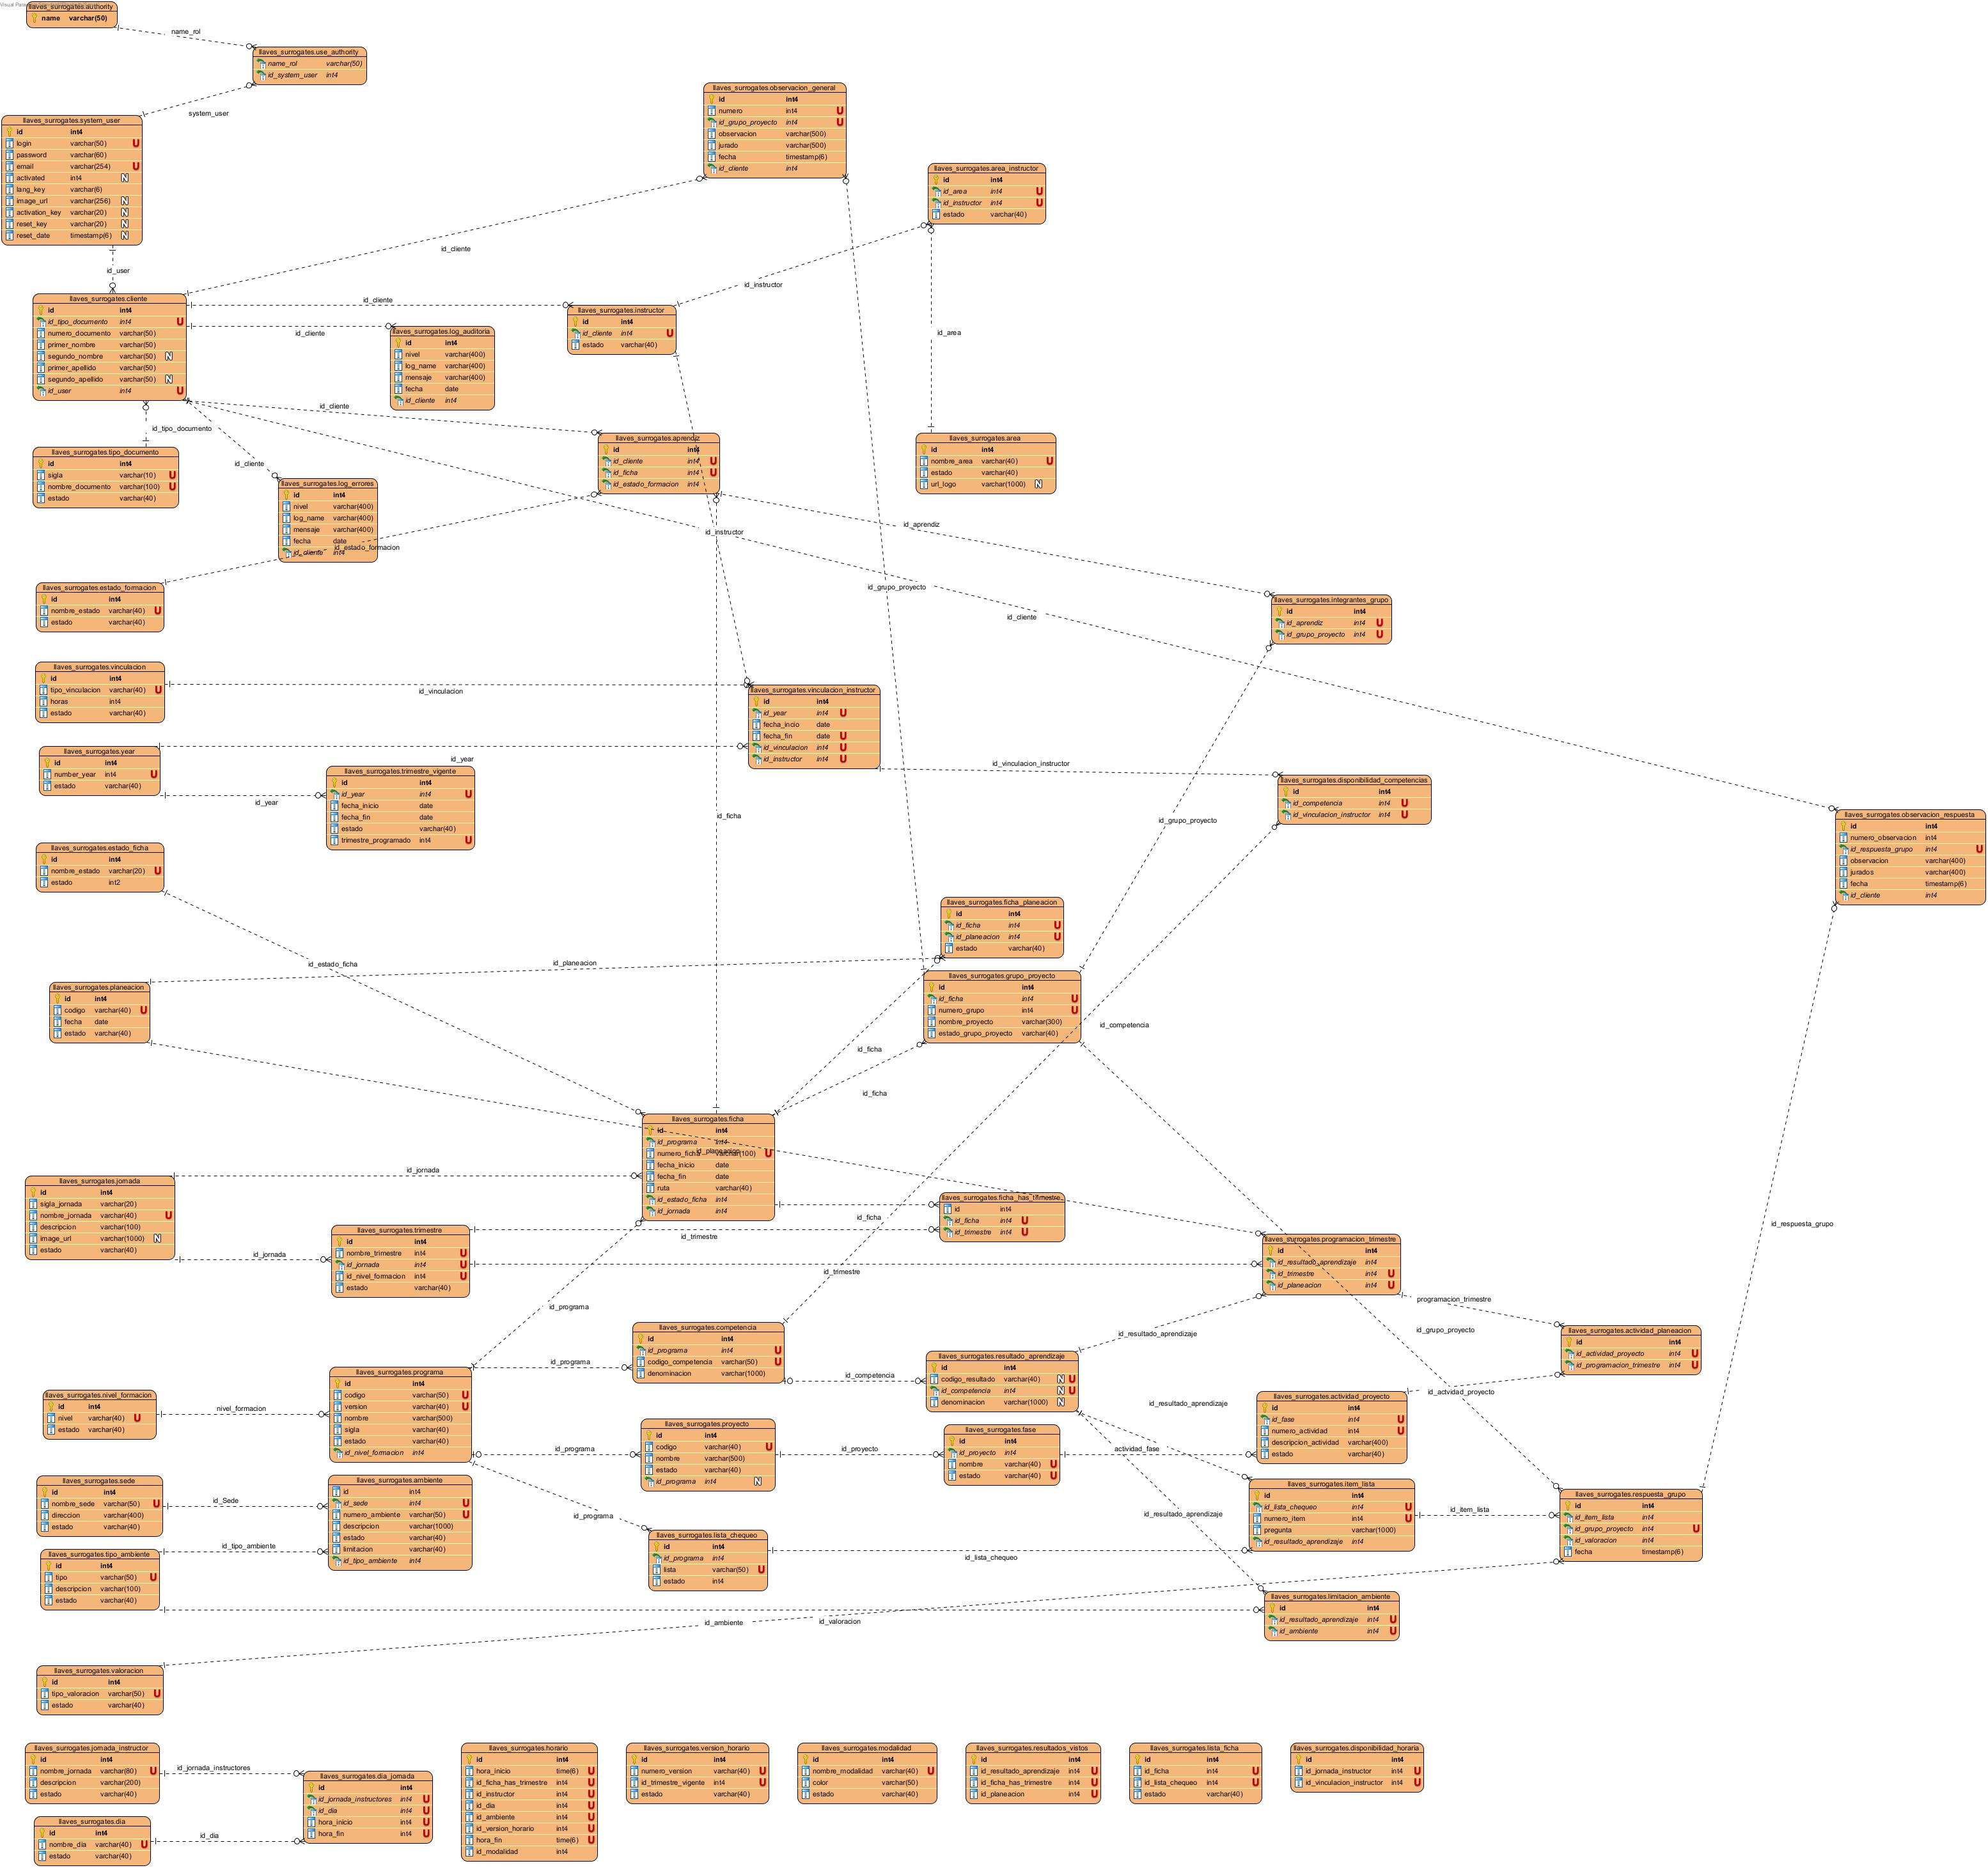 Visual Para
llaves_surrogates.authority
name varchar(50)
name_rol
llaves_surrogates.use_authority
name_rol varchar(50)
id_system_user int4
system_user
llaves_surrogates.system_user
id int4
login varchar(50) U
password varchar(60)
email varchar(254) U
activated int4 N
lang_key varchar(6)
image_url varchar(256) N
activation_key varchar(20) N
reset_key varchar(20) N
reset_date timestamp(6) N
id_user
llaves_surrogates.observacion_general
id int4
numero int4 U
id_grupo_proyecto int4 U
observacion varchar(500)
jurado varchar(500)
fecha timestamp(6)
id_cliente int4
id_cliente
llaves_surrogates.area_instructor
id int4
id_area int4 U
id_instructor int4 U
estado varchar(40)
id_instructor
id_area
llaves_surrogates.cliente
id int4
id_tipo_documento int4 U
numero_documento varchar(50)
primer_nombre varchar(50)
segundo_nombre varchar(50) N
primer_apellido varchar(50)
segundo_apellido varchar(50) N
id_user int4 U
id_cliente
id_cliente
llaves_surrogates.log_auditoria
id int4
nivel varchar(400)
log_name varchar(400)
mensaje varchar(400)
fecha date
id_cliente int4
llaves_surrogates.instructor
id int4
id_cliente int4 U
estado varchar(40)
id_cliente
id_tipo_documento
llaves_surrogates.tipo_documento
id int4
sigla varchar(10) U
nombre_documento varchar(100) U
estado varchar(40)
id_cliente
llaves_surrogates.log_errores
id int4
nivel varchar(400)
log_name varchar(400)
mensaje varchar(400)
fecha date
id_cliente int4
id_estado_formacion
llaves_surrogates.aprendiz
id int4
id_cliente int4 U
id_ficha int4 U
id_estado_formacion int4
llaves_surrogates.area
id int4
nombre_area varchar(40) U
estado varchar(40)
url_logo varchar(1000) N
id_aprendiz
id_instructor
id_grupo_proyecto
id_cliente
llaves_surrogates.estado_formacion
id int4
nombre_estado varchar(40) U
estado varchar(40)
llaves_surrogates.integrantes_grupo
id int4
id_aprendiz int4 U
id_grupo_proyecto int4 U
llaves_surrogates.vinculacion
id int4
tipo_vinculacion varchar(40) U
horas int4
estado varchar(40)
id_vinculacion
llaves_surrogates.vinculacion_instructor
id int4
id_year int4 U
fecha_incio date
fecha_fin date U
id_vinculacion int4 U
id_instructor int4 U
llaves_surrogates.year
id int4
number_year int4 U
estado varchar(40)
id_year
id_year
llaves_surrogates.trimestre_vigente
id int4
id_year int4 U
fecha_inicio date
fecha_fin date
estado varchar(40)
trimestre_programado int4 U
id_vinculacion_instructor
llaves_surrogates.disponibilidad_competencias
id int4
id_competencia int4 U
id_vinculacion_instructor int4 U
id_ficha
id_grupo_proyecto
llaves_surrogates.observacion_respuesta
id int4
numero_observacion int4
id_respuesta_grupo int4 U
observacion varchar(400)
jurados varchar(400)
fecha timestamp(6)
id_cliente int4
llaves_surrogates.estado_ficha
id int4
nombre_estado varchar(20) U
estado int2
id_estado_ficha
llaves_surrogates.ficha_planeacion
id int4
id_ficha int4 U
id_planeacion int4 U
estado varchar(40)
id_planeacion
llaves_surrogates.planeacion
id int4
codigo varchar(40) U
fecha date
estado varchar(40)
llaves_surrogates.grupo_proyecto
id int4
id_ficha int4 U
numero_grupo int4 U
nombre_proyecto varchar(300)
estado_grupo_proyecto varchar(40)
id_competencia
id_ficha
id_ficha
llaves_surrogates.ficha
id int4
id_programa int4
numero_ficha varchar(100) U
id_planeacion
fecha_inicio date
fecha_fin date
ruta varchar(40)
id_estado_ficha int4
id_jornada int4
id_jornada
llaves_surrogates.jornada
id int4
sigla_jornada varchar(20)
nombre_jornada varchar(40) U
descripcion varchar(100)
image_url varchar(1000) N
estado varchar(40)
id_jornada
llaves_surrogates.trimestre
id int4
nombre_trimestre int4 U
id_jornada int4 U
id_nivel_formacion int4 U
estado varchar(40)
id_trimestre
id_ficha
llaves_surrogates.ficha_has_trimestre...
id int4
id_ficha int4 U
id_trimestre int4 U
id_trimestre
id_respuesta_grupo
llaves_surrogates.programacion_trimestre
id int4
id_resultado_aprendizaje int4
id_trimestre int4 U
id_planeacion int4 U
programacion_trimestre
id_programa
id_resultado_aprendizaje
id_grupo_proyecto
llaves_surrogates.competencia
id int4
id_programa int4 U
codigo_competencia varchar(50) U
denominacion varchar(1000)
id_programa
id_competencia
llaves_surrogates.resultado_aprendizaje
id int4
codigo_resultado varchar(40) N U
id_competencia int4 N U
denominacion varchar(1000) N
llaves_surrogates.actividad_planeacion
id int4
id_actividad_proyecto int4 U
id_programacion_trimestre int4 U
id_actvidad_proyecto
id_resultado_aprendizaje
llaves_surrogates.nivel_formacion
id int4
nivel varchar(40) U
estado varchar(40)
nivel_formacion
llaves_surrogates.programa
id int4
codigo varchar(50) U
version varchar(40) U
nombre varchar(500)
sigla varchar(40)
estado varchar(40)
id_nivel_formacion int4
id_programa
llaves_surrogates.proyecto
id int4
codigo varchar(40) U
nombre varchar(500)
estado varchar(40)
id_programa int4 N
id_proyecto
llaves_surrogates.fase
id int4
id_proyecto int4
nombre varchar(40) U
estado varchar(40) U
actividad_fase
llaves_surrogates.actividad_proyecto
id int4
id_fase int4 U
numero_actividad int4 U
descripcion_actividad varchar(400)
estado varchar(40)
llaves_surrogates.sede
id int4
nombre_sede varchar(50) U
direccion varchar(400)
estado varchar(40)
id_Sede
llaves_surrogates.ambiente
id int4
id_sede int4 U
numero_ambiente varchar(50) U
descripcion varchar(1000)
estado varchar(40)
limitacion varchar(40)
id_tipo_ambiente int4
id_programa
id_resultado_aprendizaje
llaves_surrogates.item_lista
id int4
id_lista_chequeo int4 U
numero_item int4 U
pregunta varchar(1000)
id_resultado_aprendizaje int4
id_item_lista
llaves_surrogates.respuesta_grupo
id int4
id_item_lista int4
id_grupo_proyecto int4 U
id_valoracion int4
fecha timestamp(6)
llaves_surrogates.tipo_ambiente
id int4
tipo varchar(50) U
descripcion varchar(100)
estado varchar(40)
id_tipo_ambiente
llaves_surrogates.lista_chequeo
id int4
id_programa int4
lista varchar(50) U
estado int4
id_lista_chequeo
llaves_surrogates.limitacion_ambiente
id int4
id_resultado_aprendizaje int4 U
id_ambiente int4 U
id_ambiente
id_valoracion
llaves_surrogates.valoracion
id int4
tipo_valoracion varchar(50) U
estado varchar(40)
llaves_surrogates.jornada_instructor
id int4
nombre_jornada varchar(80) U
descripcion varchar(200)
estado varchar(40)
id_jornada_instructores
llaves_surrogates.dia_jornada
id int4
id_jornada_instructores int4 U
id_dia int4 U
hora_inicio int4 U
hora_fin int4 U
llaves_surrogates.dia
id int4
nombre_dia varchar(40) U
estado varchar(40)
id_dia
llaves_surrogates.horario
id int4
hora_inicio time(6) U
id_ficha_has_trimestre int4 U
id_instructor int4 U
id_dia int4 U
id_ambiente int4 U
id_version_horario int4 U
hora_fin time(6) U
id_modalidad int4
llaves_surrogates.version_horario
id int4
numero_version varchar(40) U
id_trimestre_vigente int4 U
estado varchar(40)
llaves_surrogates.modalidad
id int4
nombre_modalidad varchar(40) U
color varchar(50)
estado varchar(40)
llaves_surrogates.resultados_vistos
id int4
id_resultado_aprendizaje int4 U
id_ficha_has_trimestre int4 U
id_planeacion int4 U
llaves_surrogates.lista_ficha
id int4
id_ficha int4 U
id_lista_chequeo int4 U
estado varchar(40)
llaves_surrogates.disponibilidad_horaria
id int4
id_jornada_instructor int4 U
id_vinculacion_instructor int4 U